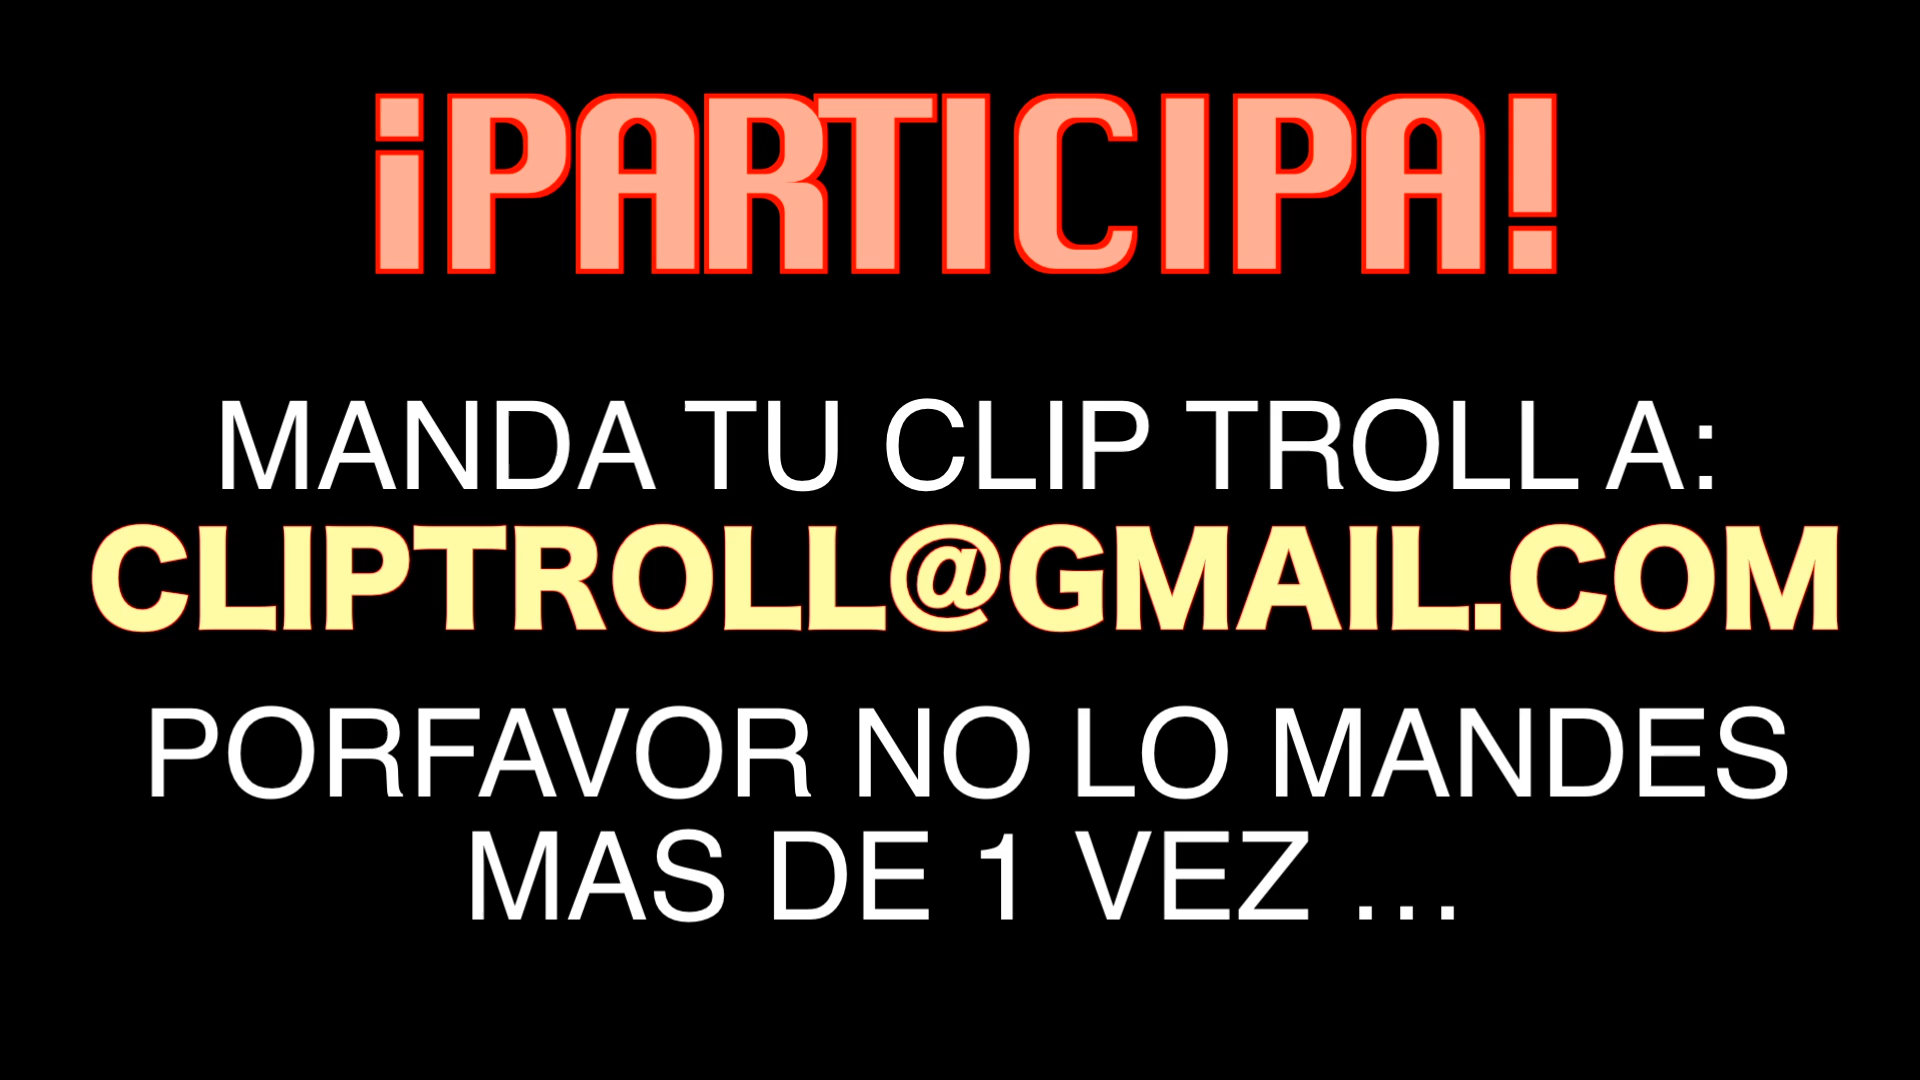 ¡PARTICIPA!
MANDA TU CLIP TROLL A:
CLIPTROLL@GMAIL.COM
PORFAVOR NO LO MANDES
MAS DE 1 VEZ ...